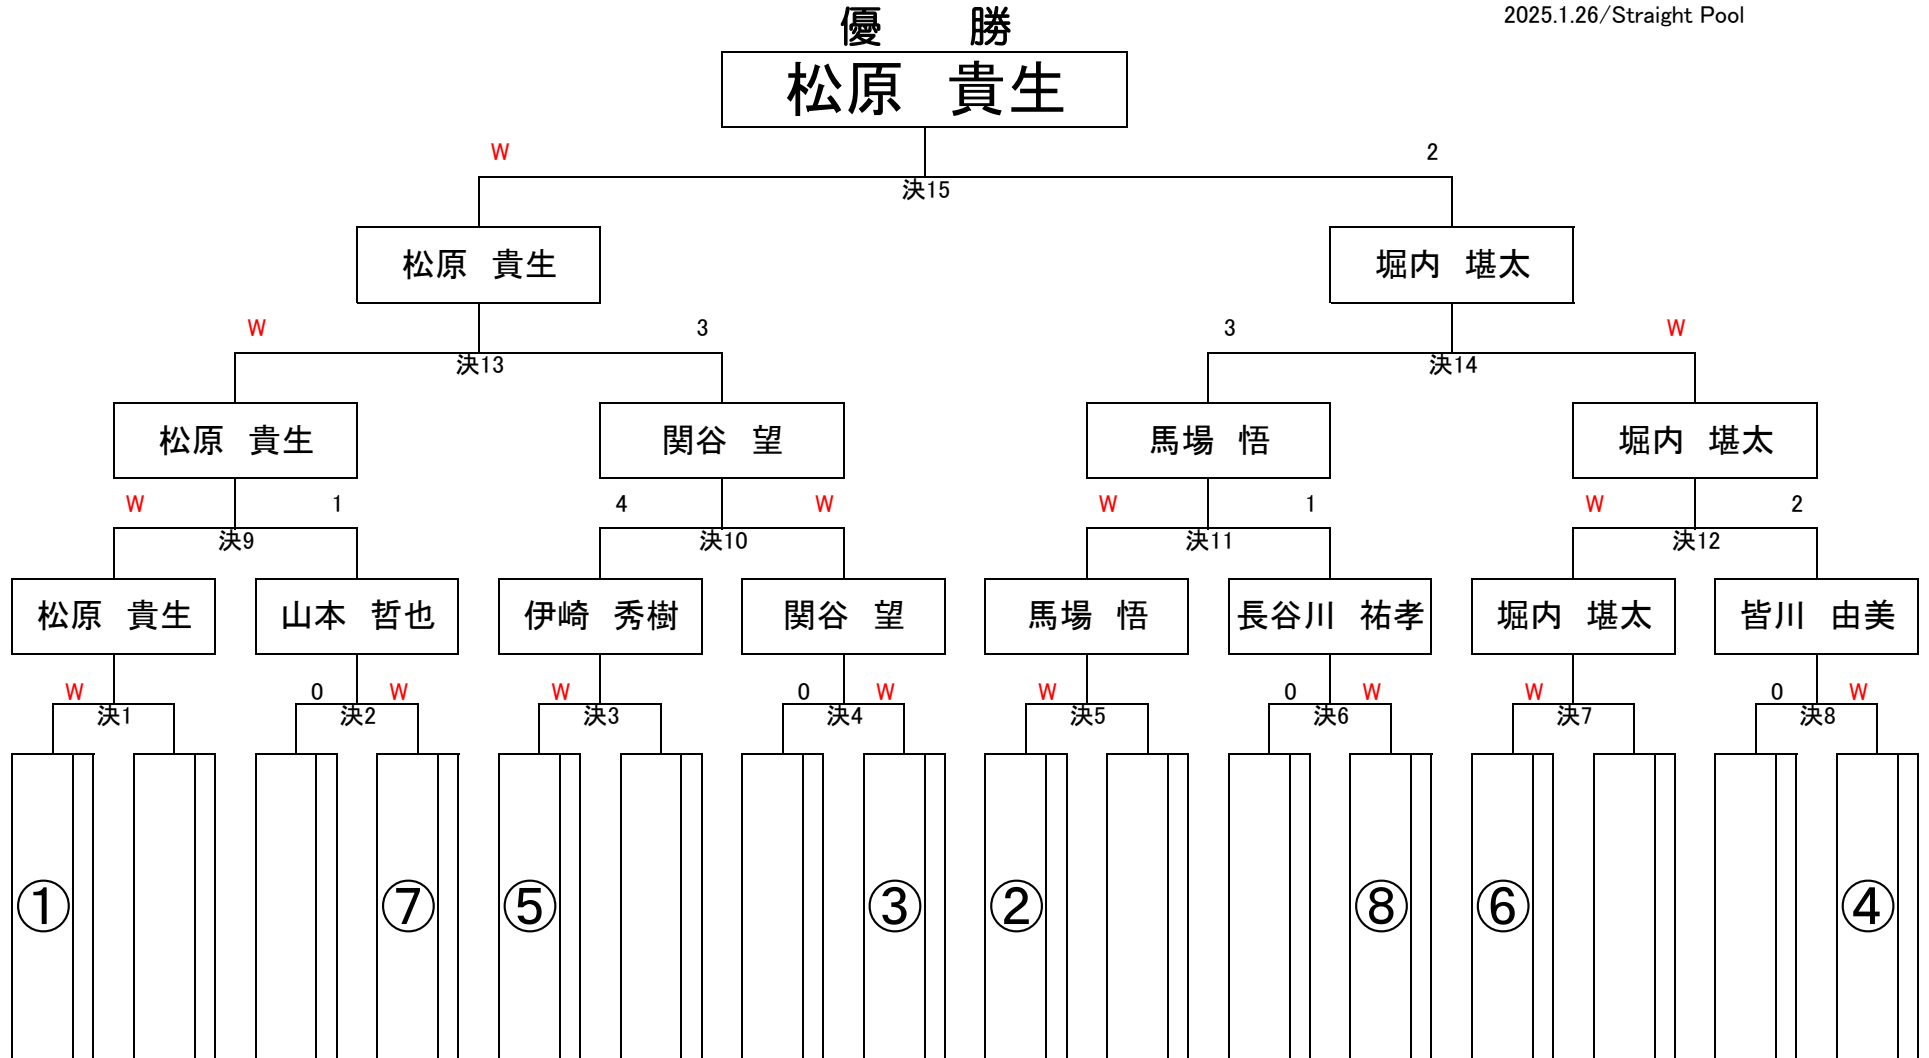 2025.1.26/Straight Pool
優　勝
松原　貴生
W 2
決15
松原　貴生 堀内　堪太
W 3 3 W
決13 決14
松原　貴生 関谷　望 馬場　悟 堀内　堪太
W 1 4 W W 1 W 2
決9 決10 決11 決12
松原　貴生 山本　哲也 伊崎　秀樹 関谷　望 馬場　悟 長谷川　祐孝 堀内　堪太 皆川　由美
W 0 W W 0 W W 0 W W 0 W
決1 決2 決3 決4 決5 決6 決7 決8
① ⑦ ⑤ ③ ② ⑧ ⑥ ④